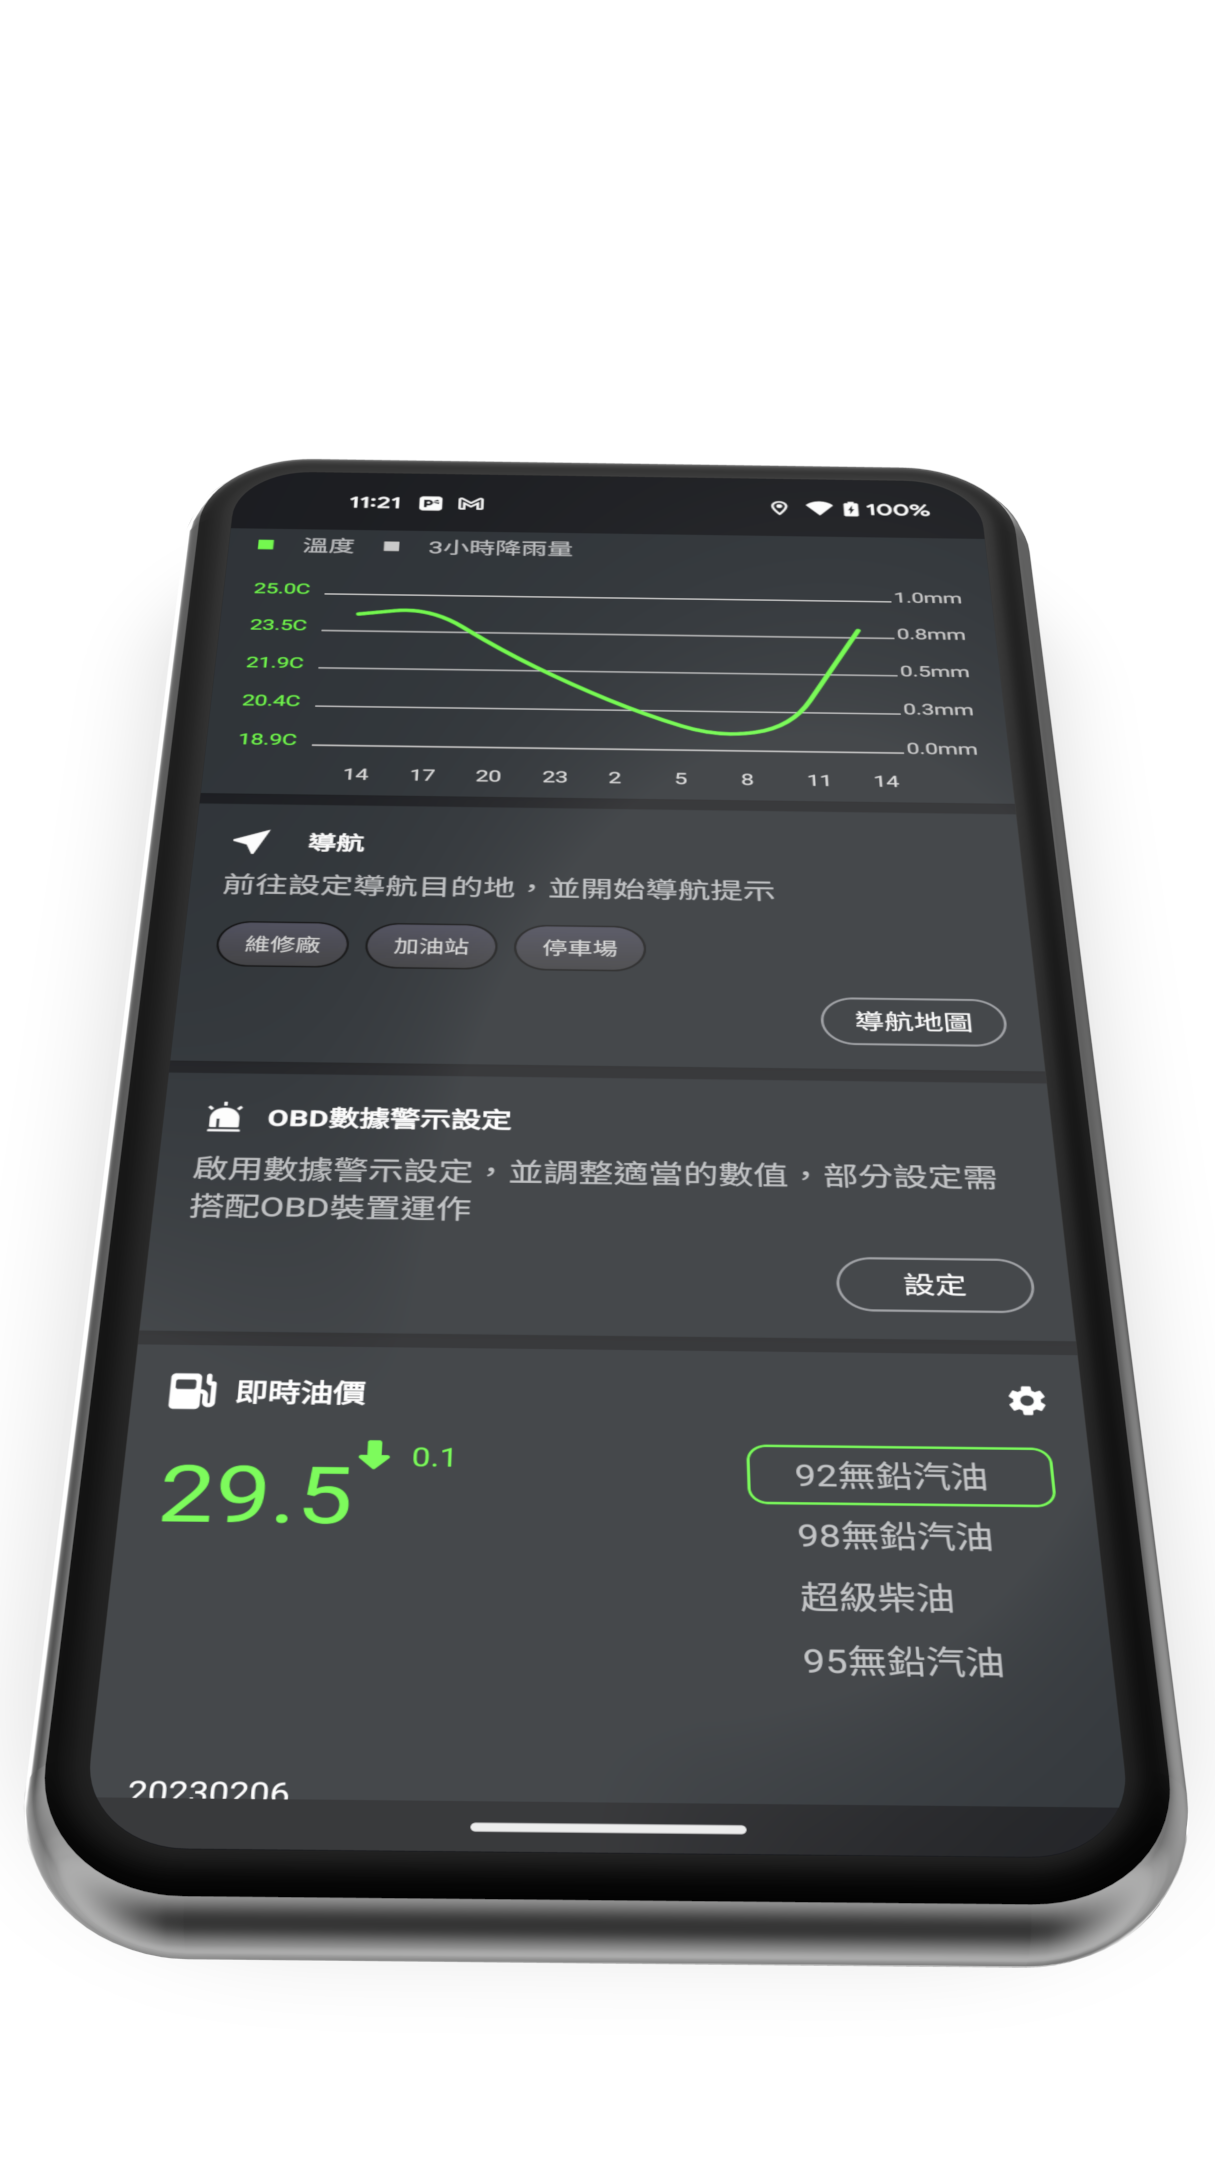 11:21 P 100%
溫度 3小時降雨量
25.0C 1.0mm
23.5C 0.8mm
21.9C 0.5mm
20.4C 0.3mm
18.9C 0.0mm
14 17 20 23 2 5 8 11 14
導航
前往設定導航目的地，並開始導航提示
維修廠 加油站 停車場
導航地圖
OBD數據警示設定
啟用數據警示設定，並調整適當的數值，部分設定需
搭配OBD裝置運作
設定
即時油價
29.5 0.1
92無鉛汽油
98無鉛汽油
超級柴油
95無鉛汽油
20230206